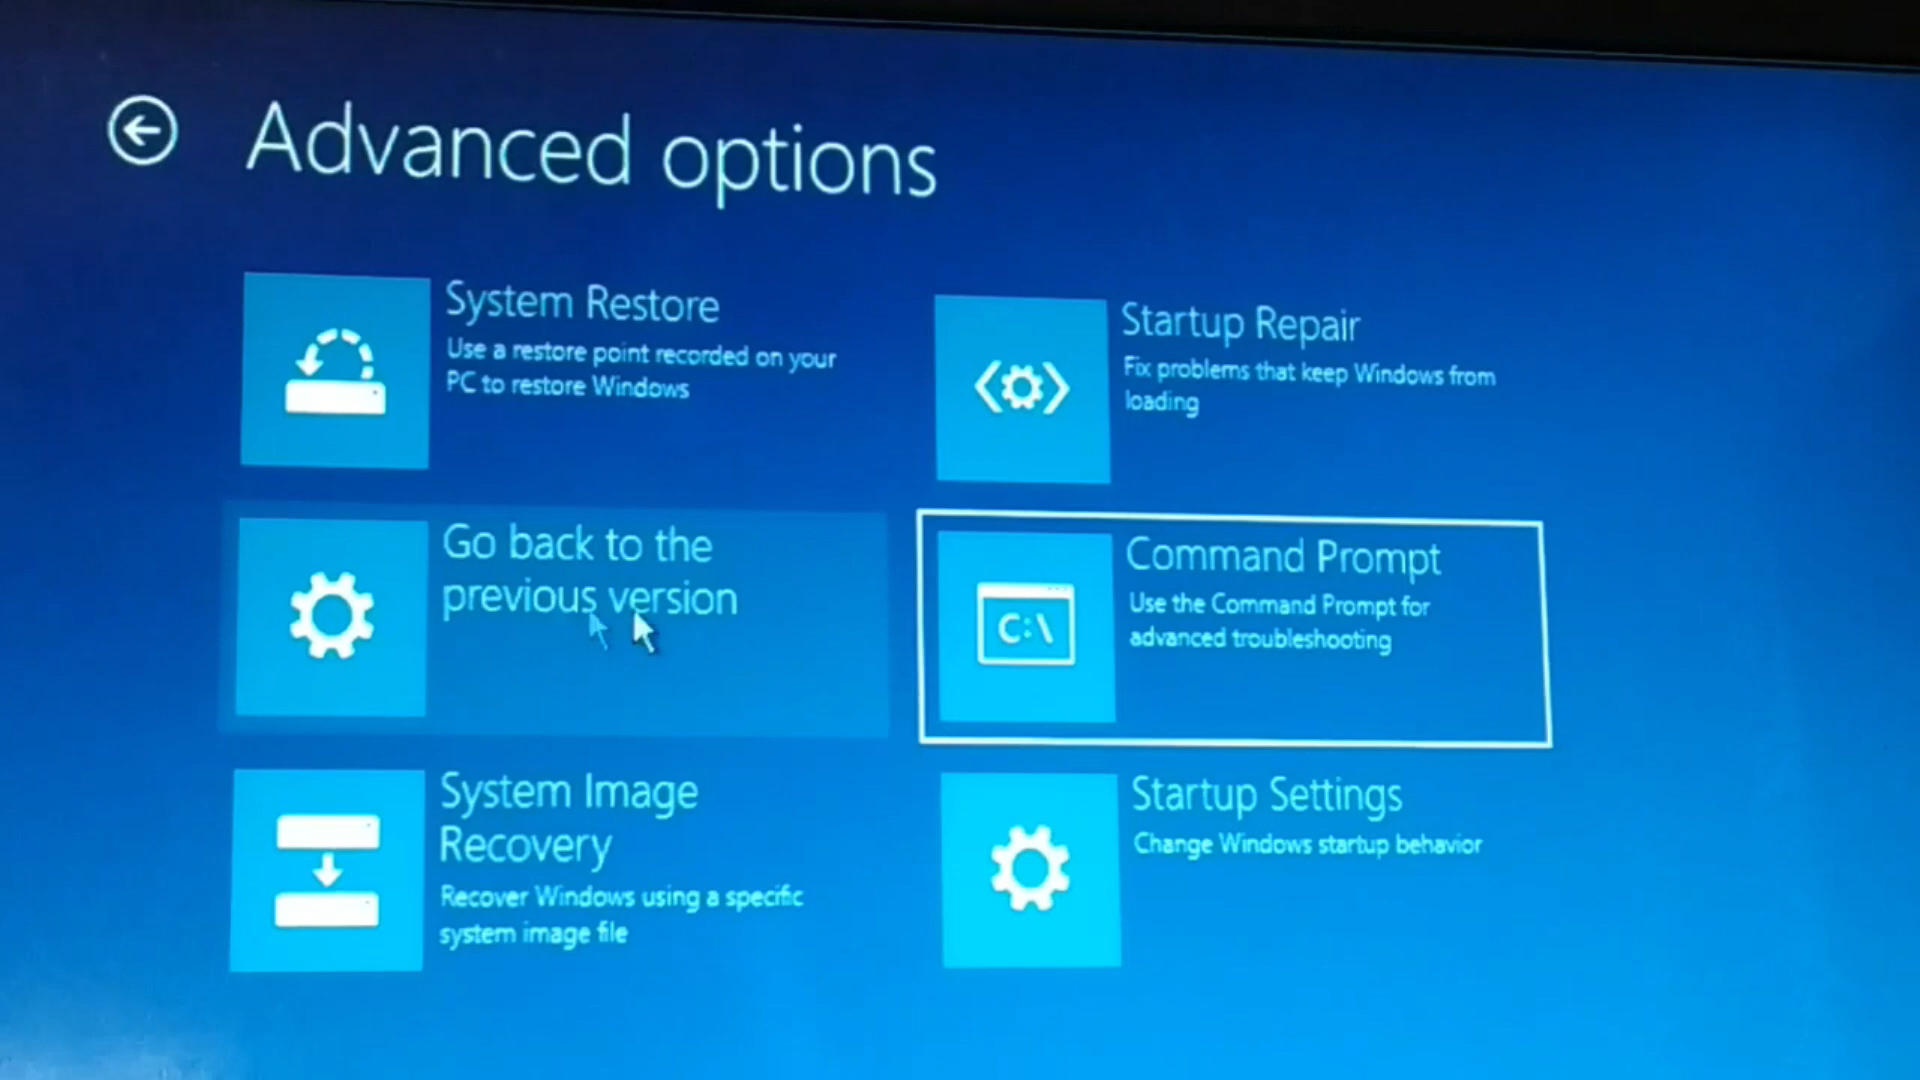 Advanced options
System Restore
Use a restore point recorded on your
PC to restore Windows
Startup Repair
Fix problems that keep Windows from
loading
Go back to the
previous version
Command Prompt
Use the Command Prompt for
advanced troubleshooting
C:\
System Image
Recovery
Recover Windows using a specific
system image file
Startup Settings
Change Windows startup behavior